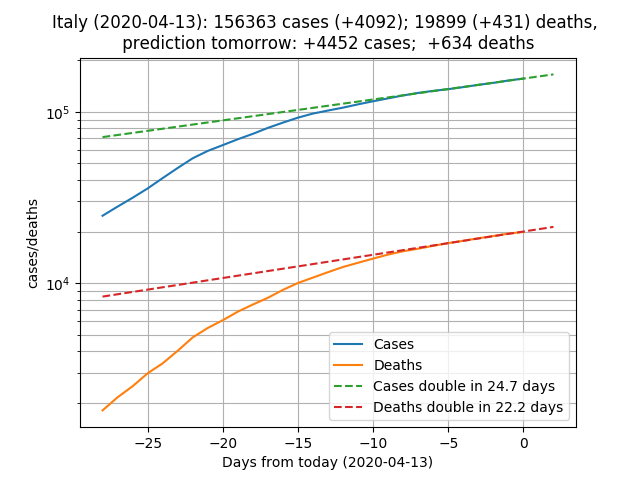 Italy (2020-04-13): 156363 cases (+4092); 19899 (+431) deaths,
prediction tomorrow: +4452 cases;  +634 deaths
10^5
10^4
cases/deaths
Cases
Deaths
Cases double in 24.7 days
Deaths double in 22.2 days
−25 −20 −15 −10 −5 0
Days from today (2020-04-13)